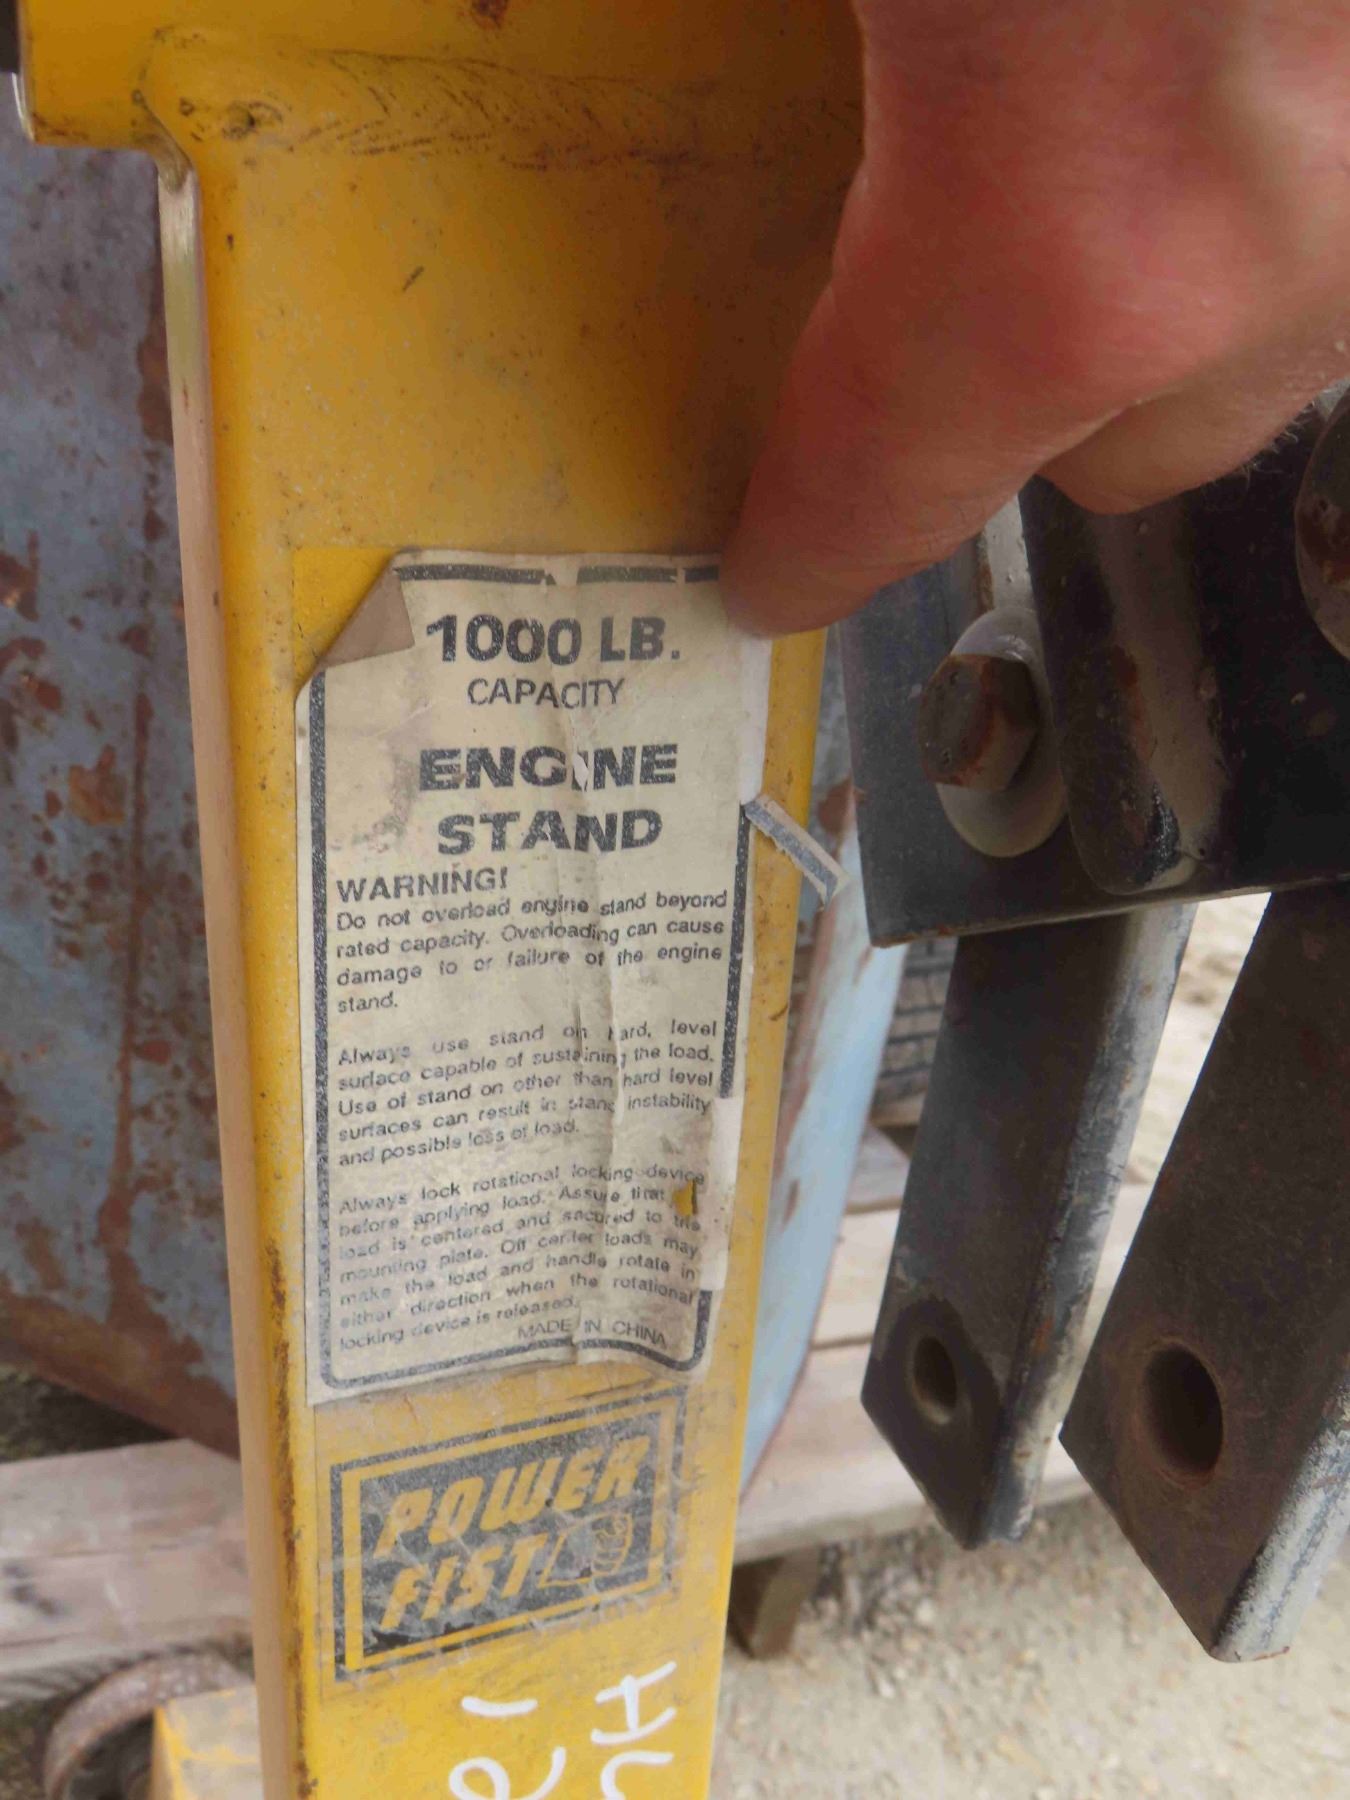 1000 LB.
CAPACITY
ENGINE
STAND
WARNING!
Do not overload engine stand beyond
rated capacity. Overloading can cause
damage to or failure of the engine
stand.
Always use stand on hard, level
surface capable of sustaining the load.
Use of stand on other than hard level
surfaces can result in stand instability
and possible loss of load.
Always lock rotational locking device
before applying load. Assure that
load is centered and secured to the
mounting plate. Off center loads may
make the load and handle rotate in
either direction when the rotational
locking device is released.
MADE IN CHINA
POWER
FIST